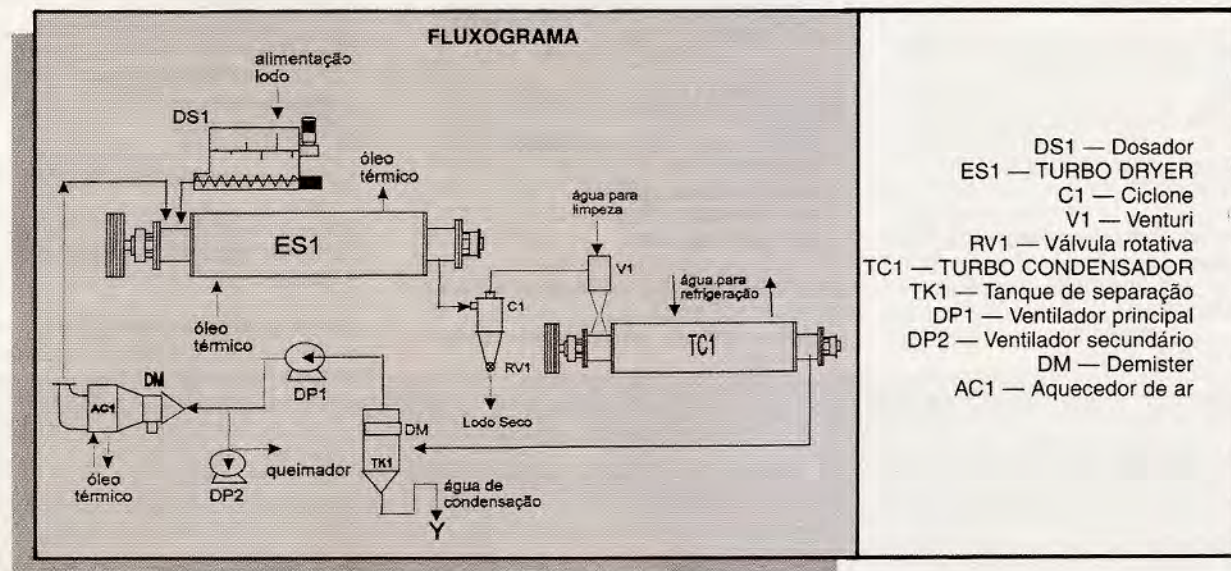 FLUXOGRAMA
alimentação
lodo
DS1
óleo
térmico
ES1
óleo
térmico
água para
limpeza
V1
C1
RV1
Lodo Seco
água para
refrigeração
TC1
DP1
DM
AC1
óleo
térmico
DP2
queimador
DM
TK1
água de
condensação
Y
DS1 — Dosador
ES1 — TURBO DRYER
C1 — Ciclone
V1 — Venturi
RV1 — Válvula rotativa
TC1 — TURBO CONDENSADOR
TK1 — Tanque de separação
DP1 — Ventilador principal
DP2 — Ventilador secundário
DM — Demister
AC1 — Aquecedor de ar